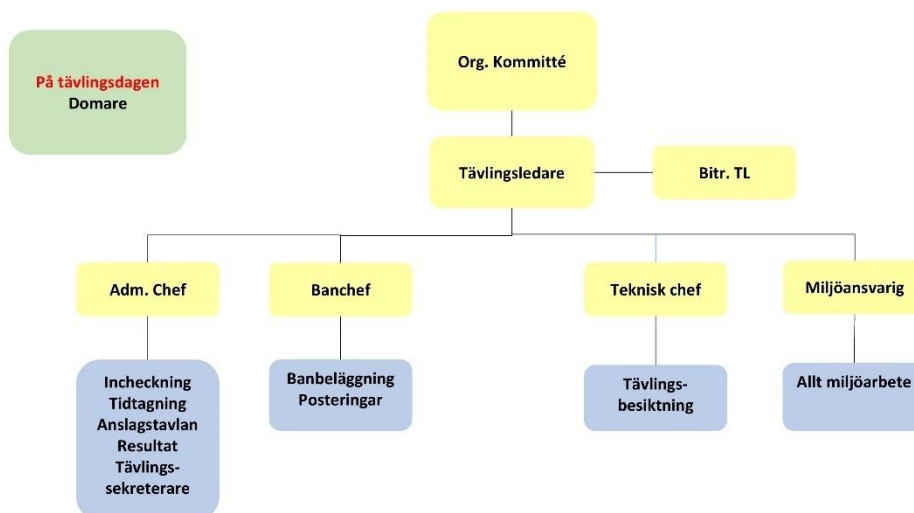 På tävlingsdagen
Domare
Org. Kommitté
Tävlingsledare
Bitr. TL
Adm. Chef
Banchef
Teknisk chef
Miljöansvarig
Incheckning
Tidtagning
Anslagstavlan
Resultat
Tävlings-
sekreterare
Banbeläggning
Posteringar
Tävlings-
besiktning
Allt miljöarbete